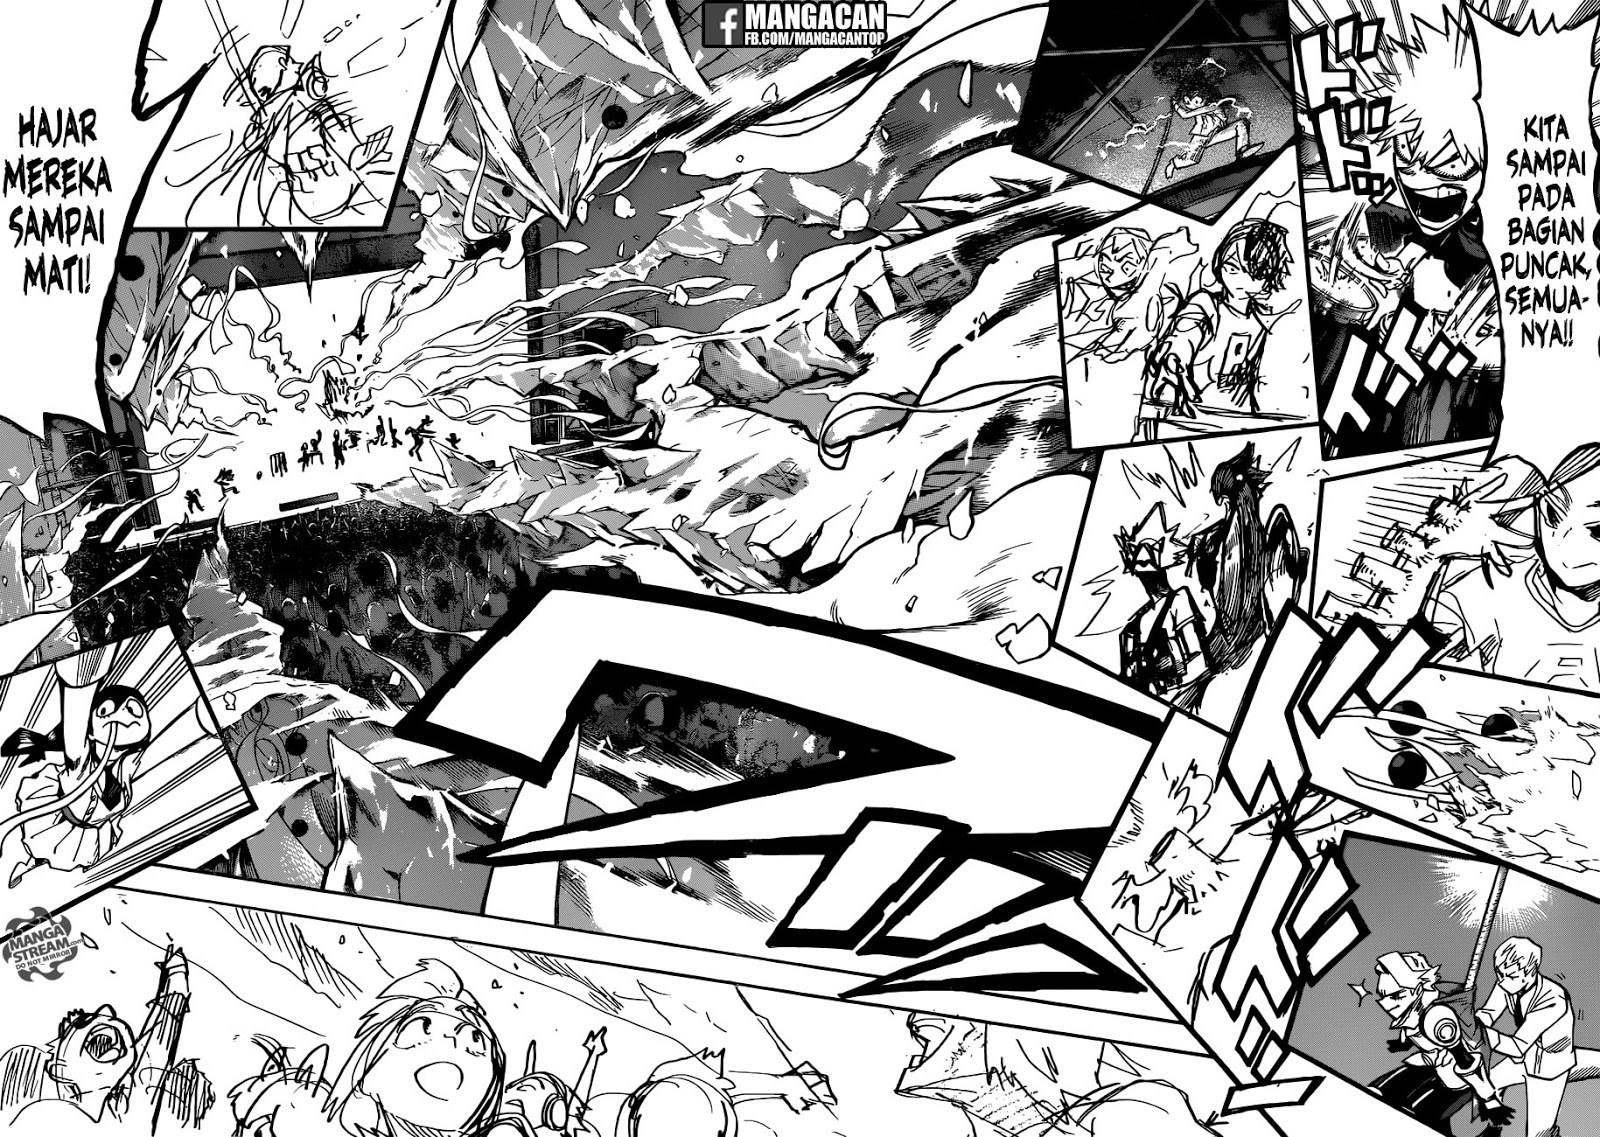 MANGACAN
FB.COM/MANGACANTOP
KITA
SAMPAI
PADA
BAGIAN
PUNCAK,
SEMUA-
NYA!!
HAJAR
MEREKA
SAMPAI
MATI!
MANGA
STREAM.com
DO NOT MIRROR